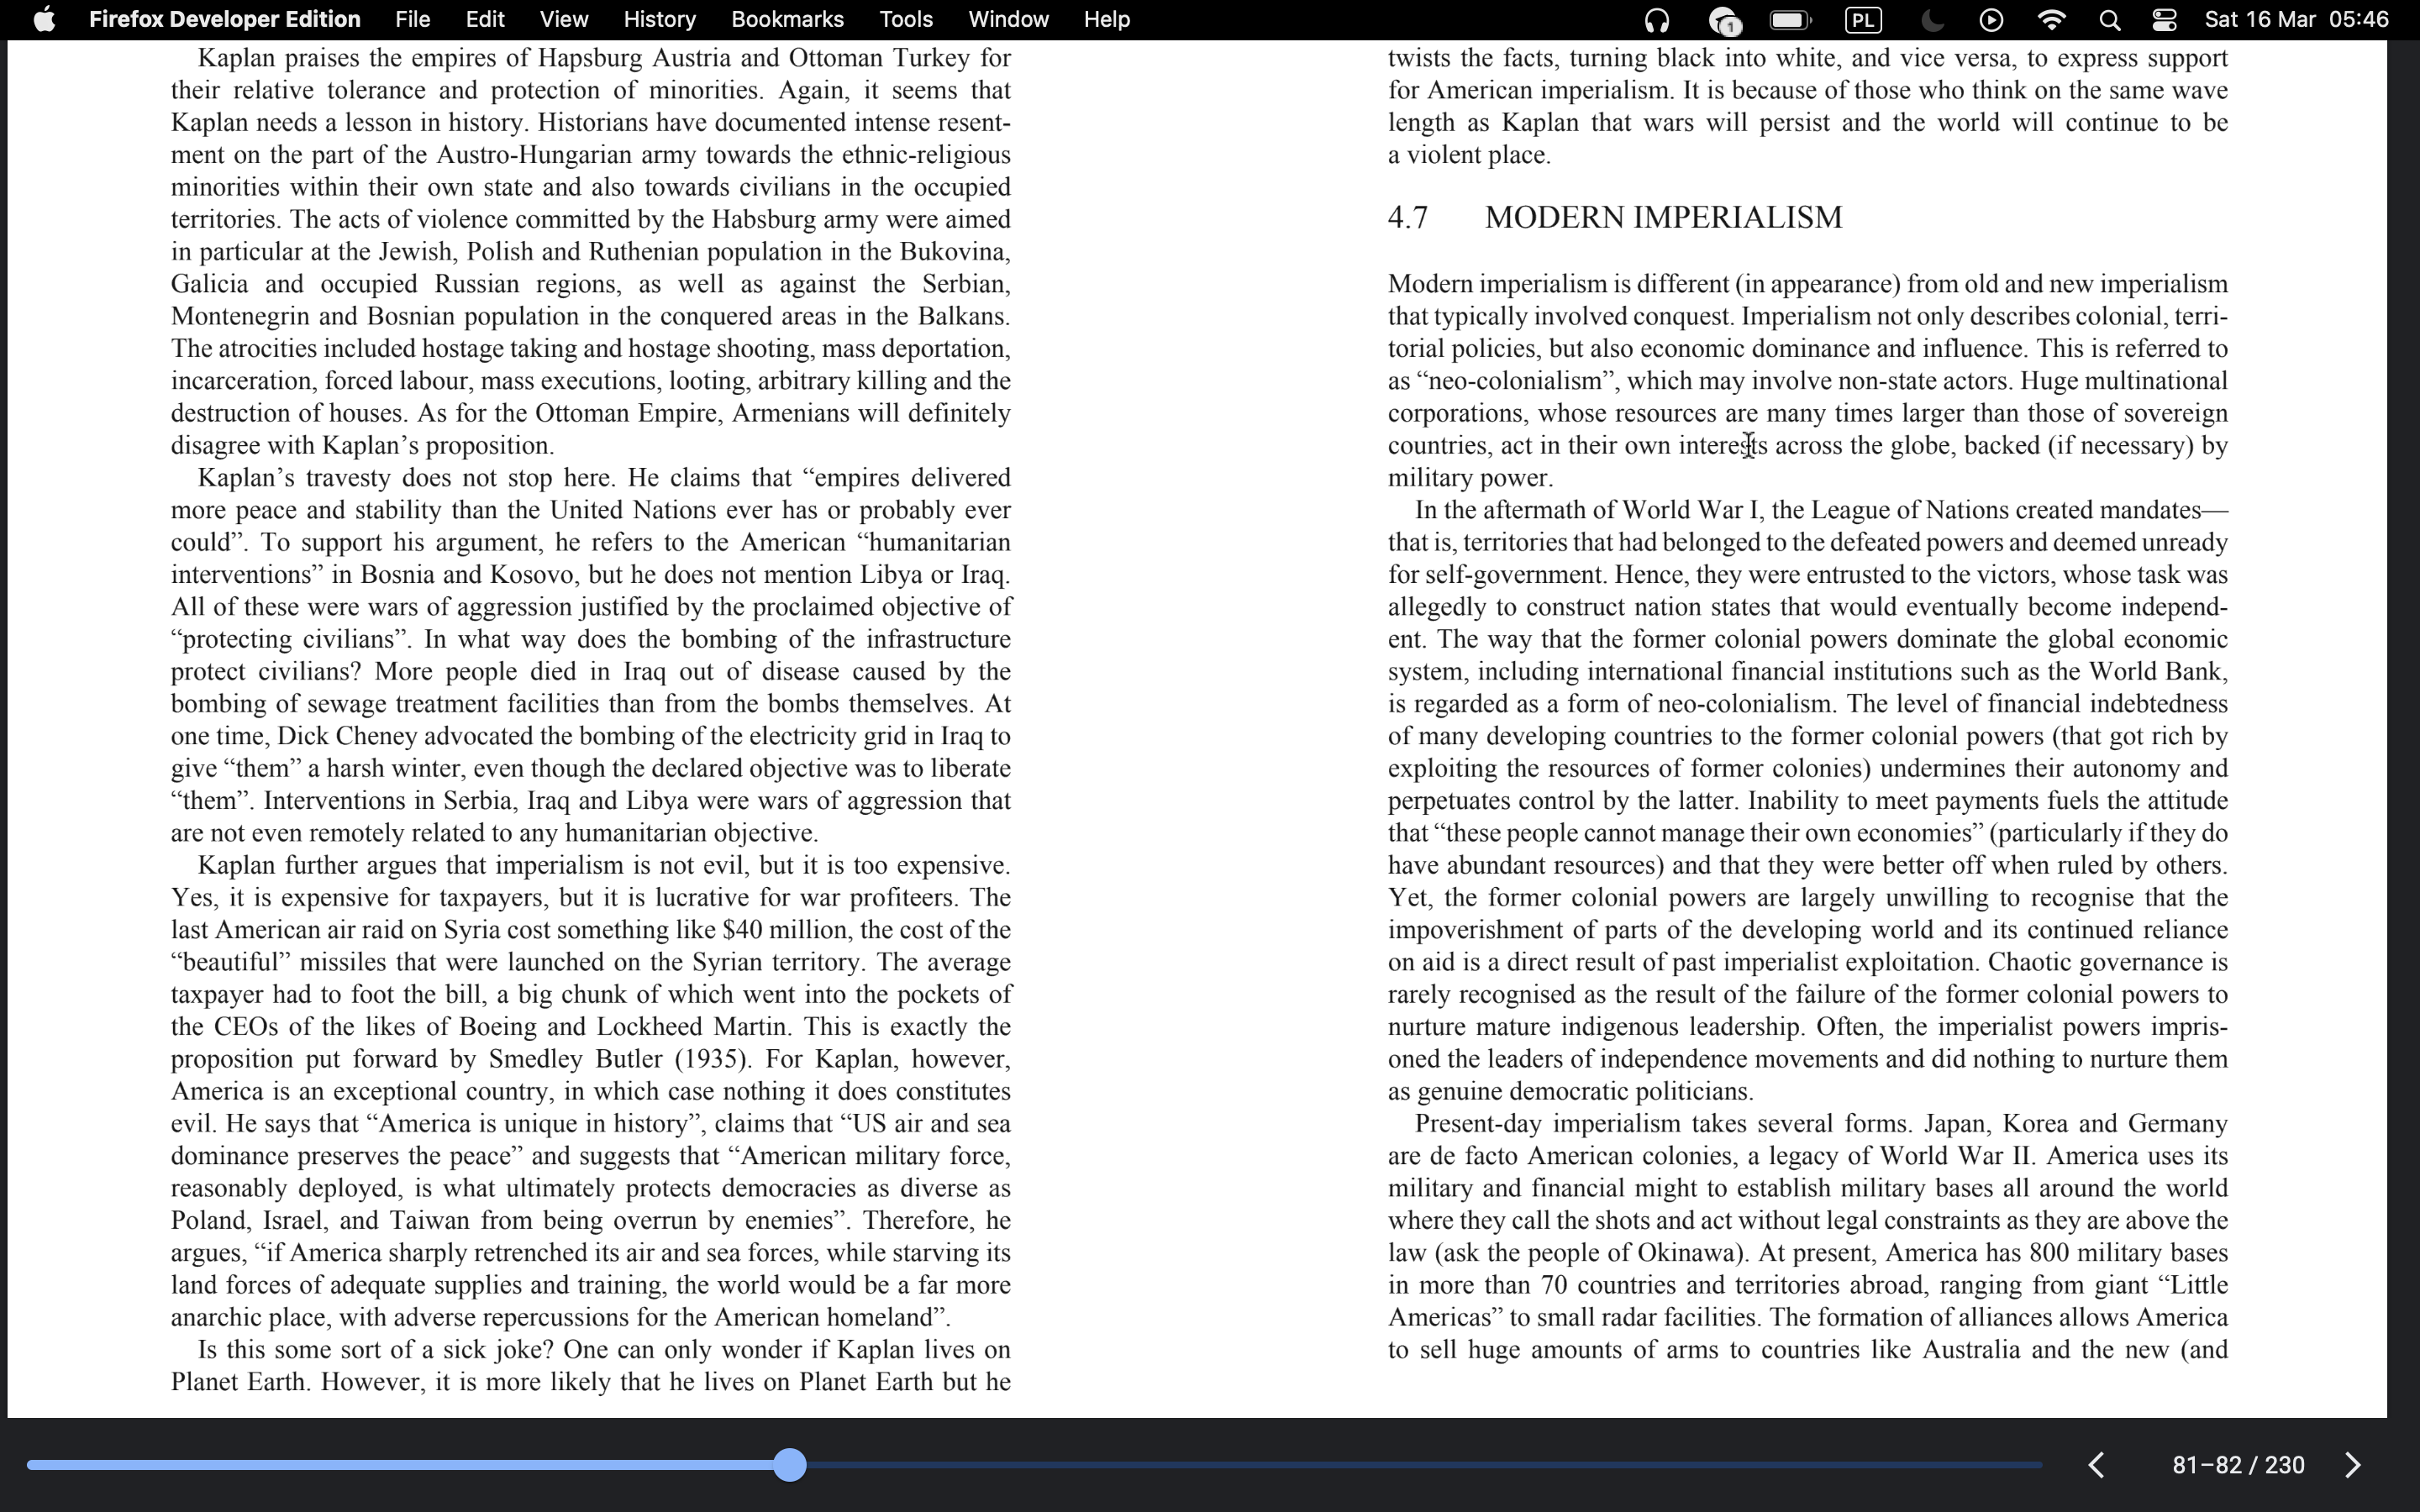 Firefox Developer Edition File Edit View History Bookmarks Tools Window Help 1 PL Sat 16 Mar 05:46
Kaplan praises the empires of Hapsburg Austria and Ottoman Turkey for
their relative tolerance and protection of minorities. Again, it seems that
Kaplan needs a lesson in history. Historians have documented intense resent-
ment on the part of the Austro-Hungarian army towards the ethnic-religious
minorities within their own state and also towards civilians in the occupied
territories. The acts of violence committed by the Habsburg army were aimed
in particular at the Jewish, Polish and Ruthenian population in the Bukovina,
Galicia and occupied Russian regions, as well as against the Serbian,
Montenegrin and Bosnian population in the conquered areas in the Balkans.
The atrocities included hostage taking and hostage shooting, mass deportation,
incarceration, forced labour, mass executions, looting, arbitrary killing and the
destruction of houses. As for the Ottoman Empire, Armenians will definitely
disagree with Kaplan’s proposition.
Kaplan’s travesty does not stop here. He claims that “empires delivered
more peace and stability than the United Nations ever has or probably ever
could”. To support his argument, he refers to the American “humanitarian
interventions” in Bosnia and Kosovo, but he does not mention Libya or Iraq.
All of these were wars of aggression justified by the proclaimed objective of
“protecting civilians”. In what way does the bombing of the infrastructure
protect civilians? More people died in Iraq out of disease caused by the
bombing of sewage treatment facilities than from the bombs themselves. At
one time, Dick Cheney advocated the bombing of the electricity grid in Iraq to
give “them” a harsh winter, even though the declared objective was to liberate
“them”. Interventions in Serbia, Iraq and Libya were wars of aggression that
are not even remotely related to any humanitarian objective.
Kaplan further argues that imperialism is not evil, but it is too expensive.
Yes, it is expensive for taxpayers, but it is lucrative for war profiteers. The
last American air raid on Syria cost something like $40 million, the cost of the
“beautiful” missiles that were launched on the Syrian territory. The average
taxpayer had to foot the bill, a big chunk of which went into the pockets of
the CEOs of the likes of Boeing and Lockheed Martin. This is exactly the
proposition put forward by Smedley Butler (1935). For Kaplan, however,
America is an exceptional country, in which case nothing it does constitutes
evil. He says that “America is unique in history”, claims that “US air and sea
dominance preserves the peace” and suggests that “American military force,
reasonably deployed, is what ultimately protects democracies as diverse as
Poland, Israel, and Taiwan from being overrun by enemies”. Therefore, he
argues, “if America sharply retrenched its air and sea forces, while starving its
land forces of adequate supplies and training, the world would be a far more
anarchic place, with adverse repercussions for the American homeland”.
Is this some sort of a sick joke? One can only wonder if Kaplan lives on
Planet Earth. However, it is more likely that he lives on Planet Earth but he
twists the facts, turning black into white, and vice versa, to express support
for American imperialism. It is because of those who think on the same wave
length as Kaplan that wars will persist and the world will continue to be
a violent place.
4.7 MODERN IMPERIALISM
Modern imperialism is different (in appearance) from old and new imperialism
that typically involved conquest. Imperialism not only describes colonial, terri-
torial policies, but also economic dominance and influence. This is referred to
as “neo-colonialism”, which may involve non-state actors. Huge multinational
corporations, whose resources are many times larger than those of sovereign
countries, act in their own interests across the globe, backed (if necessary) by
military power.
In the aftermath of World War I, the League of Nations created mandates—
that is, territories that had belonged to the defeated powers and deemed unready
for self-government. Hence, they were entrusted to the victors, whose task was
allegedly to construct nation states that would eventually become independ-
ent. The way that the former colonial powers dominate the global economic
system, including international financial institutions such as the World Bank,
is regarded as a form of neo-colonialism. The level of financial indebtedness
of many developing countries to the former colonial powers (that got rich by
exploiting the resources of former colonies) undermines their autonomy and
perpetuates control by the latter. Inability to meet payments fuels the attitude
that “these people cannot manage their own economies” (particularly if they do
have abundant resources) and that they were better off when ruled by others.
Yet, the former colonial powers are largely unwilling to recognise that the
impoverishment of parts of the developing world and its continued reliance
on aid is a direct result of past imperialist exploitation. Chaotic governance is
rarely recognised as the result of the failure of the former colonial powers to
nurture mature indigenous leadership. Often, the imperialist powers impris-
oned the leaders of independence movements and did nothing to nurture them
as genuine democratic politicians.
Present-day imperialism takes several forms. Japan, Korea and Germany
are de facto American colonies, a legacy of World War II. America uses its
military and financial might to establish military bases all around the world
where they call the shots and act without legal constraints as they are above the
law (ask the people of Okinawa). At present, America has 800 military bases
in more than 70 countries and territories abroad, ranging from giant “Little
Americas” to small radar facilities. The formation of alliances allows America
to sell huge amounts of arms to countries like Australia and the new (and
81–82 / 230